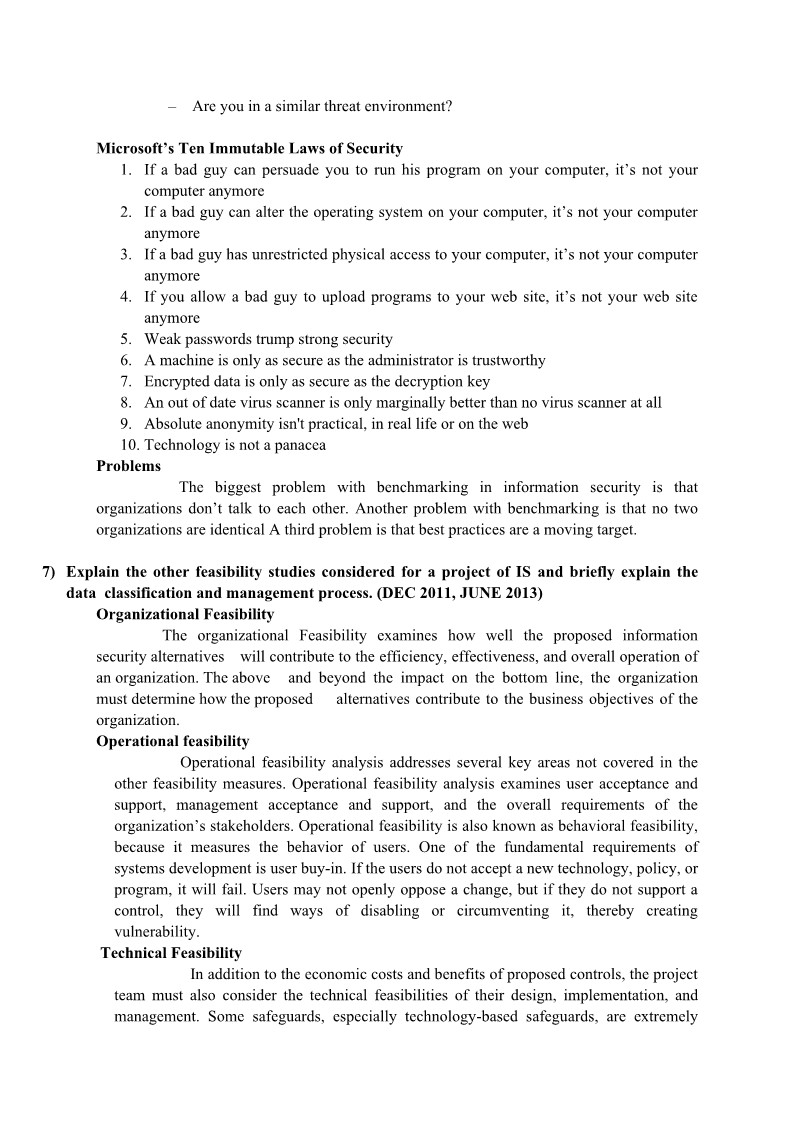 – Are you in a similar threat environment?
Microsoft’s Ten Immutable Laws of Security
1. If a bad guy can persuade you to run his program on your computer, it’s not your
computer anymore
2. If a bad guy can alter the operating system on your computer, it’s not your computer
anymore
3. If a bad guy has unrestricted physical access to your computer, it’s not your computer
anymore
4. If you allow a bad guy to upload programs to your web site, it’s not your web site
anymore
5. Weak passwords trump strong security
6. A machine is only as secure as the administrator is trustworthy
7. Encrypted data is only as secure as the decryption key
8. An out of date virus scanner is only marginally better than no virus scanner at all
9. Absolute anonymity isn't practical, in real life or on the web
10. Technology is not a panacea
Problems
The biggest problem with benchmarking in information security is that
organizations don’t talk to each other. Another problem with benchmarking is that no two
organizations are identical A third problem is that best practices are a moving target.
7) Explain the other feasibility studies considered for a project of IS and briefly explain the
data classification and management process. (DEC 2011, JUNE 2013)
Organizational Feasibility
The organizational Feasibility examines how well the proposed information
security alternatives will contribute to the efficiency, effectiveness, and overall operation of
an organization. The above and beyond the impact on the bottom line, the organization
must determine how the proposed alternatives contribute to the business objectives of the
organization.
Operational feasibility
Operational feasibility analysis addresses several key areas not covered in the
other feasibility measures. Operational feasibility analysis examines user acceptance and
support, management acceptance and support, and the overall requirements of the
organization’s stakeholders. Operational feasibility is also known as behavioral feasibility,
because it measures the behavior of users. One of the fundamental requirements of
systems development is user buy-in. If the users do not accept a new technology, policy, or
program, it will fail. Users may not openly oppose a change, but if they do not support a
control, they will find ways of disabling or circumventing it, thereby creating
vulnerability.
Technical Feasibility
In addition to the economic costs and benefits of proposed controls, the project
team must also consider the technical feasibilities of their design, implementation, and
management. Some safeguards, especially technology-based safeguards, are extremely